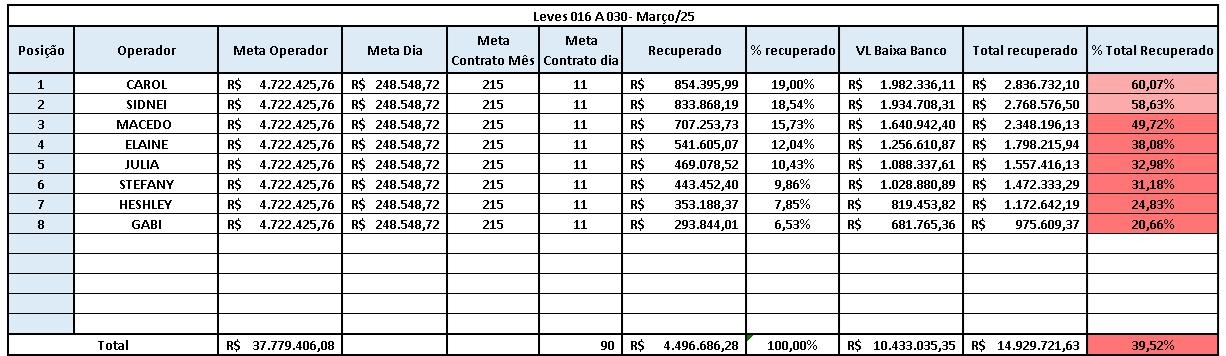 Leves 016 A 030- Março/25
Posição Operador Meta Operador Meta Dia Meta Contrato Mês Meta Contrato dia Recuperado % recuperado VL Baixa Banco Total recuperado % Total Recuperado
1 CAROL R$ 4.722.425,76 R$ 248.548,72 215 11 R$ 854.395,99 19,00% R$ 1.982.336,11 R$ 2.836.732,10 60,07%
2 SIDNEI R$ 4.722.425,76 R$ 248.548,72 215 11 R$ 833.868,19 18,54% R$ 1.934.708,31 R$ 2.768.576,50 58,63%
3 MACEDO R$ 4.722.425,76 R$ 248.548,72 215 11 R$ 707.253,73 15,73% R$ 1.640.942,40 R$ 2.348.196,13 49,72%
4 ELAINE R$ 4.722.425,76 R$ 248.548,72 215 11 R$ 541.605,07 12,04% R$ 1.256.610,87 R$ 1.798.215,94 38,08%
5 JULIA R$ 4.722.425,76 R$ 248.548,72 215 11 R$ 469.078,52 10,43% R$ 1.088.337,61 R$ 1.557.416,13 32,98%
6 STEFANY R$ 4.722.425,76 R$ 248.548,72 215 11 R$ 443.452,40 9,86% R$ 1.028.880,89 R$ 1.472.333,29 31,18%
7 HESHLEY R$ 4.722.425,76 R$ 248.548,72 215 11 R$ 353.188,37 7,85% R$ 819.453,82 R$ 1.172.642,19 24,83%
8 GABI R$ 4.722.425,76 R$ 248.548,72 215 11 R$ 293.844,01 6,53% R$ 681.765,36 R$ 975.609,37 20,66%
Total R$ 37.779.406,08 90 R$ 4.496.686,28 100,00% R$ 10.433.035,35 R$ 14.929.721,63 39,52%